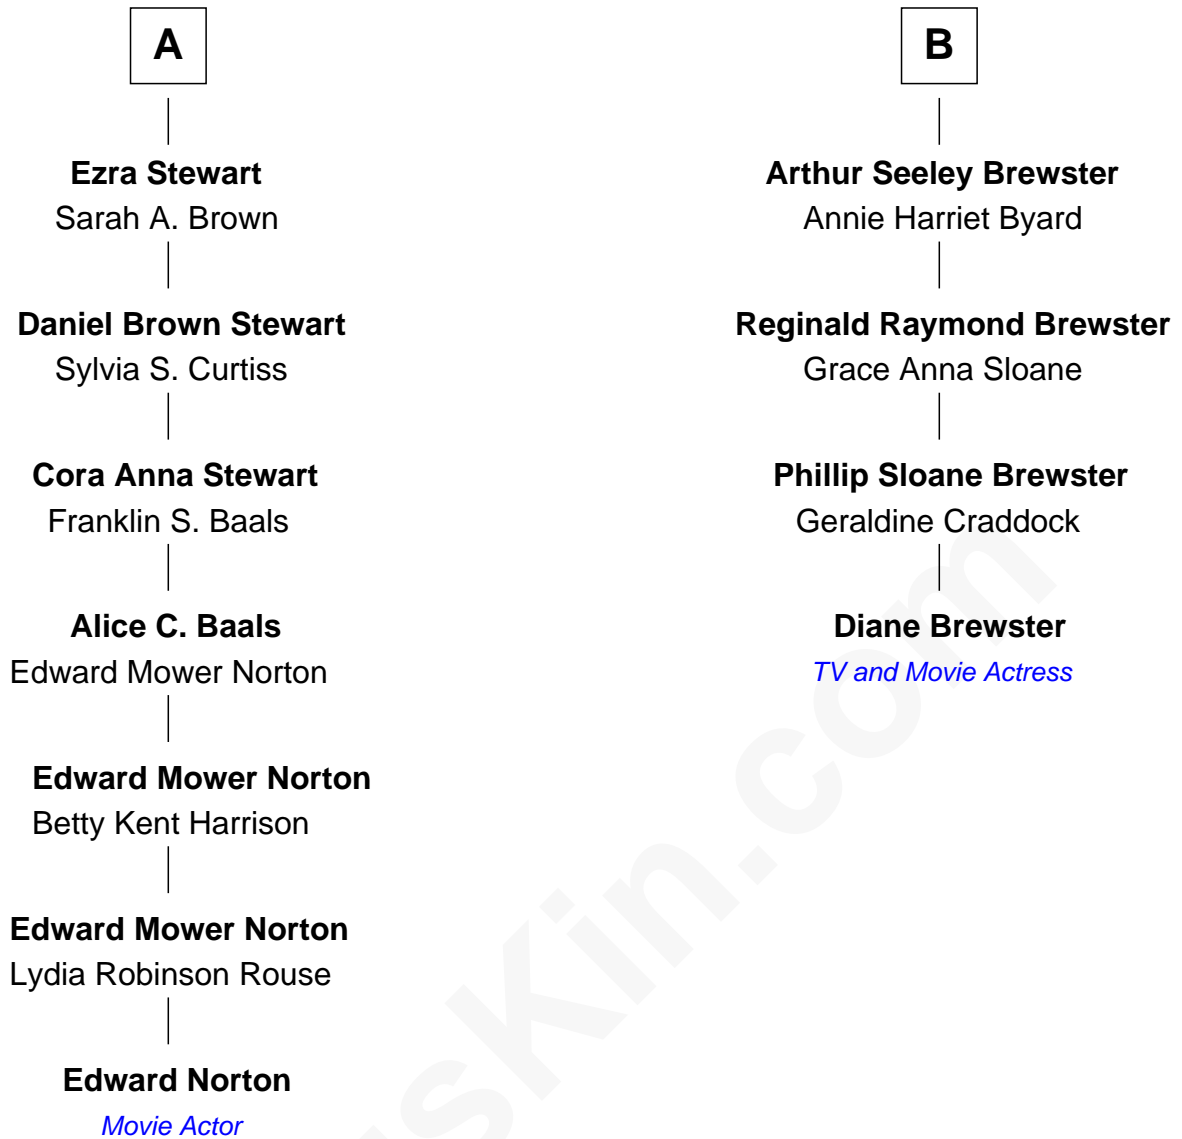 A
Ezra Stewart
Sarah A. Brown
Daniel Brown Stewart
Sylvia S. Curtiss
Cora Anna Stewart
Franklin S. Baals
Alice C. Baals
Edward Mower Norton
Edward Mower Norton
Betty Kent Harrison
Edward Mower Norton
Lydia Robinson Rouse
Edward Norton
Movie Actor
B
Arthur Seeley Brewster
Annie Harriet Byard
Reginald Raymond Brewster
Grace Anna Sloane
Phillip Sloane Brewster
Geraldine Craddock
Diane Brewster
TV and Movie Actress
usKin.com